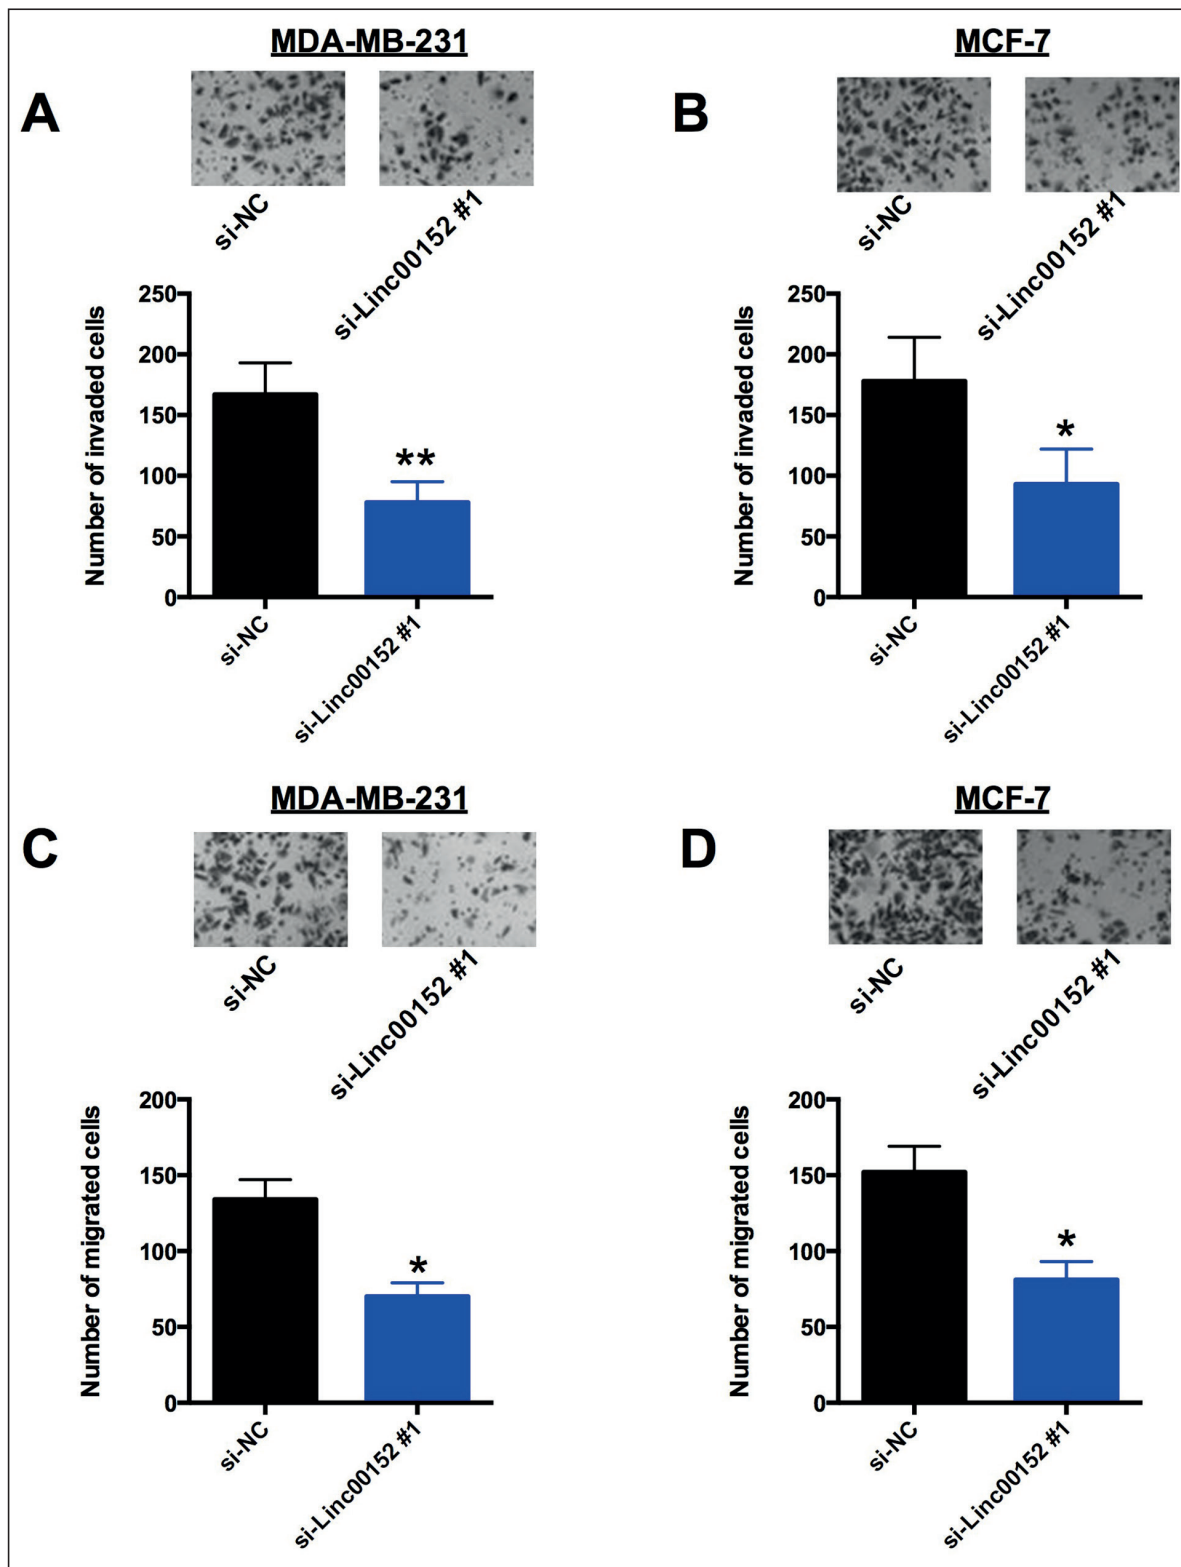 MDA-MB-231
MCF-7
A
B
si-NC
si-Linc00152 #1
si-NC
si-Linc00152 #1
Number of invaded cells
250
200
150
100
50
0
**
si-NC
si-Linc00152 #1
Number of invaded cells
250
200
150
100
50
0
*
si-NC
si-Linc00152 #1
MDA-MB-231
MCF-7
C
D
si-NC
si-Linc00152 #1
si-NC
si-Linc00152 #1
Number of migrated cells
200
150
100
50
0
*
si-NC
si-Linc00152 #1
Number of migrated cells
200
150
100
50
0
*
si-NC
si-Linc00152 #1